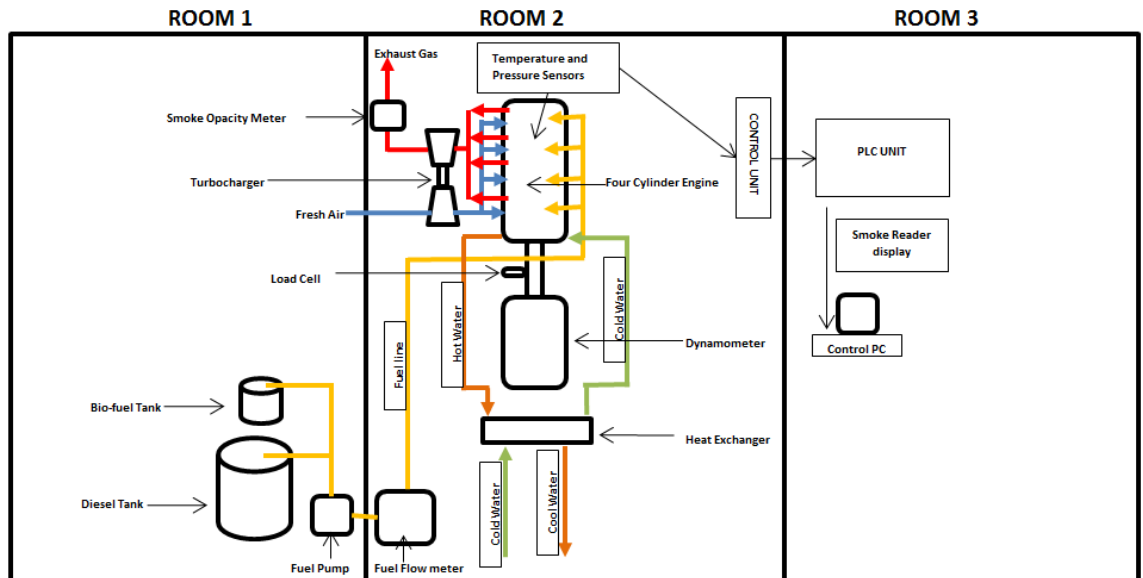 ROOM 1
ROOM 2
ROOM 3
Exhaust Gas
Temperature and
Pressure Sensors
Smoke Opacity Meter
CONTROL UNIT
PLC UNIT
Turbocharger
Four Cylinder Engine
Fresh Air
Smoke Reader
display
Load Cell
Hot Water
Cold Water
Fuel line
Dynamometer
Control PC
Bio-fuel Tank
Heat Exchanger
Diesel Tank
Cold Water
Cool Water
Fuel Pump
Fuel Flow meter